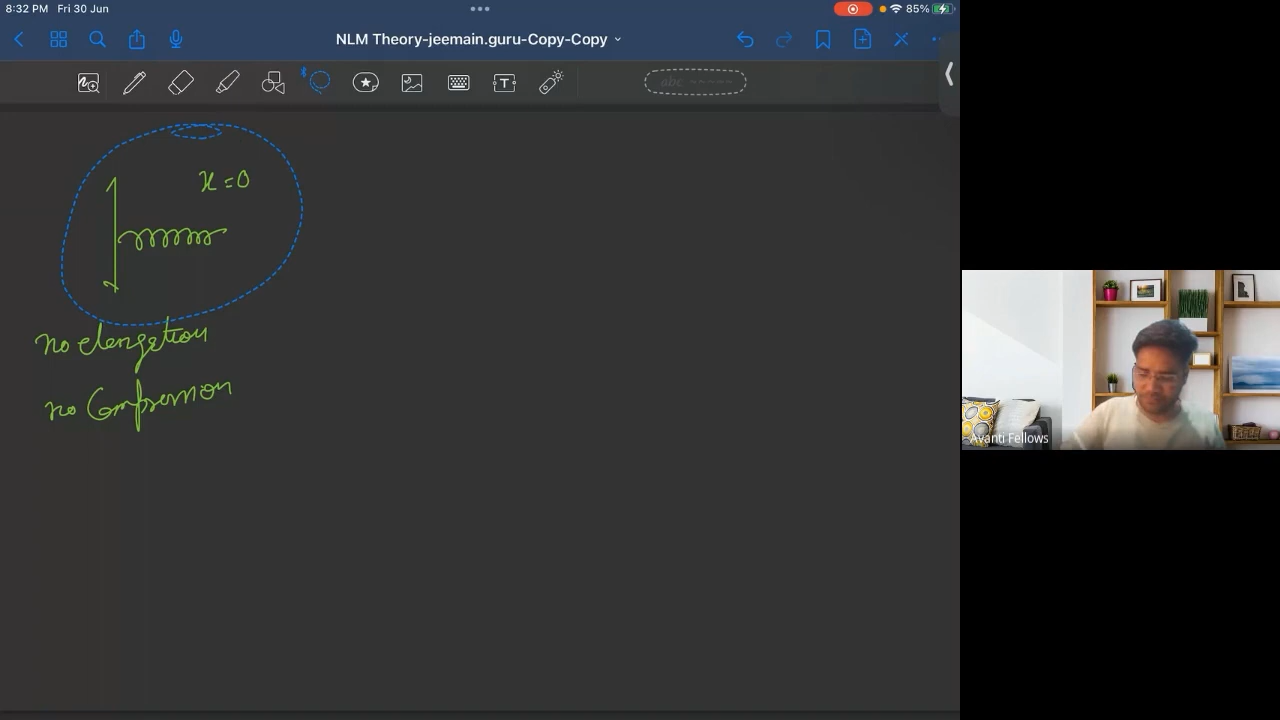 8:32 PM Fri 30 Jun
85%
NLM Theory-jeemain.guru-Copy-Copy
abc
x = 0
no elongation
no Compression
Avanti Fellows